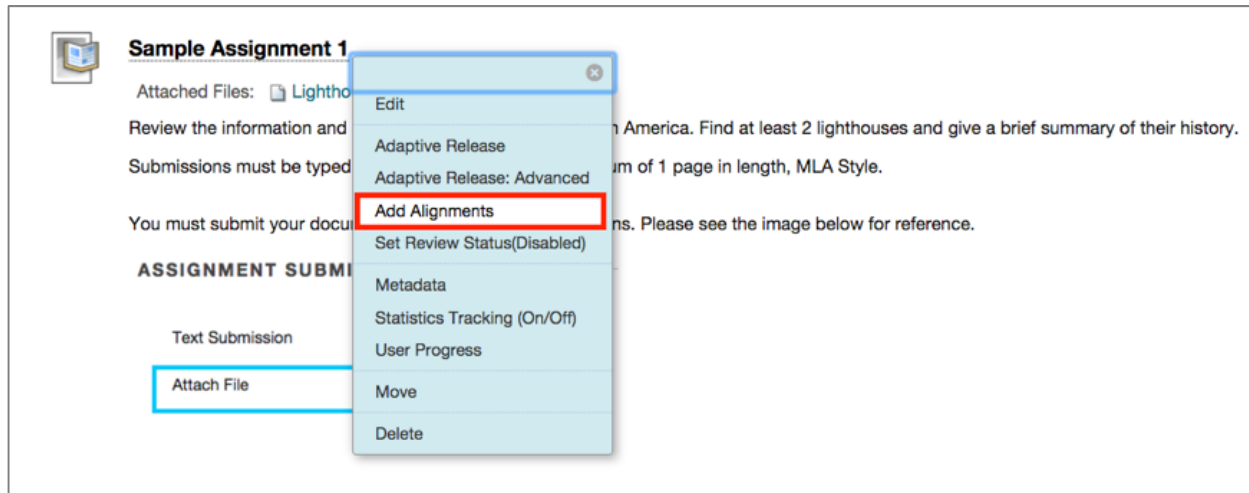 Sample Assignment 1
Attached Files: Lightho
Review the information and
n America. Find at least 2 lighthouses and give a brief summary of their history.
Submissions must be typed
um of 1 page in length, MLA Style.
You must submit your docu
ns. Please see the image below for reference.
ASSIGNMENT SUBMI
Text Submission
Attach File
Edit
Adaptive Release
Adaptive Release: Advanced
Add Alignments
Set Review Status(Disabled)
Metadata
Statistics Tracking (On/Off)
User Progress
Move
Delete